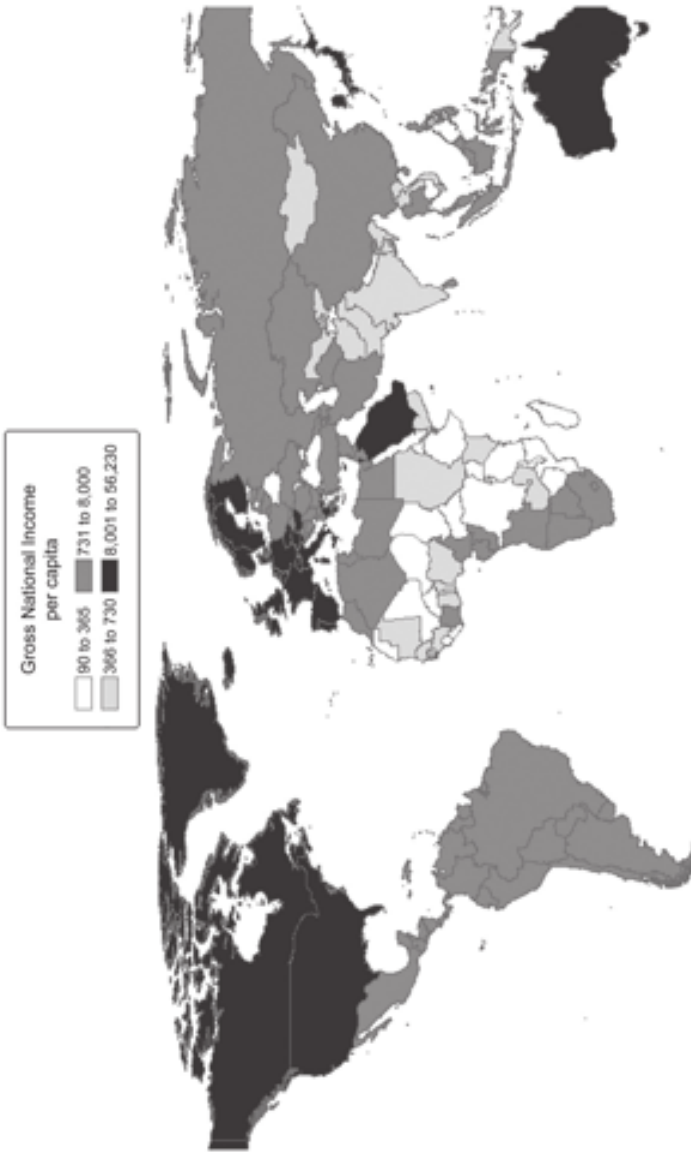 Gross National Income
per capita
90 to 365 731 to 8,000
366 to 730 8,001 to 56,230